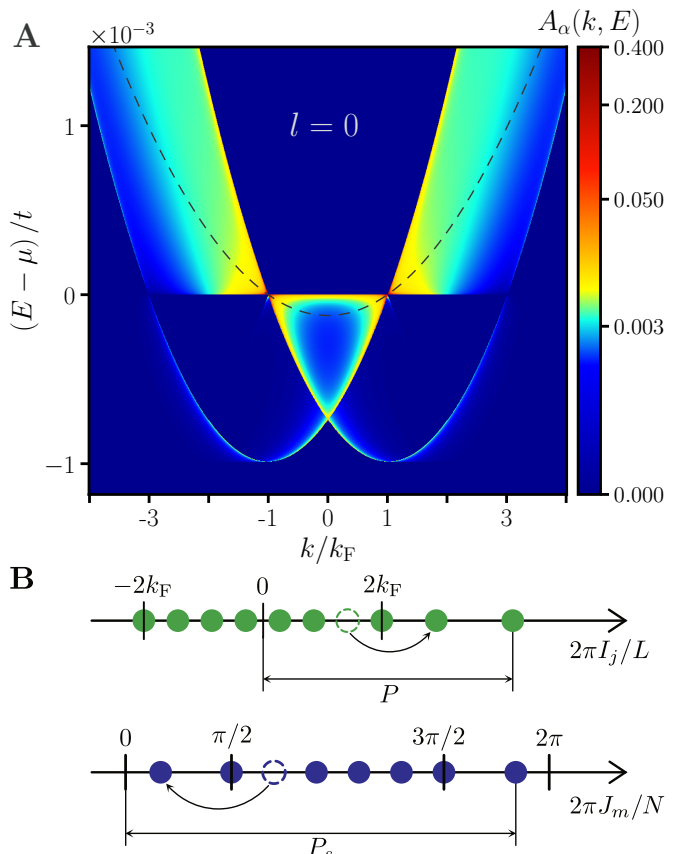 A
×10⁻³
A_α(k, E)
l = 0
(E − μ)/t
1
0
−1
-3
-1
0
1
3
k/k_F
0.400
0.200
0.050
0.003
0.000
B
−2k_F
0
2k_F
2πI_j/L
P
0
π/2
3π/2
2π
2πJ_m/N